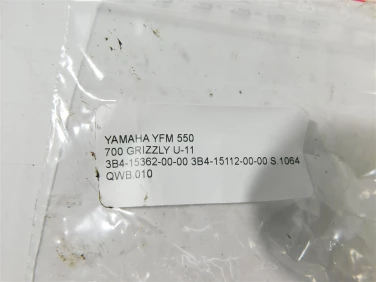 YAMAHA YFM 550
700 GRIZZLY U-11
3B4-15362-00-00 3B4-15112-00-00 S.1064
QWB.010